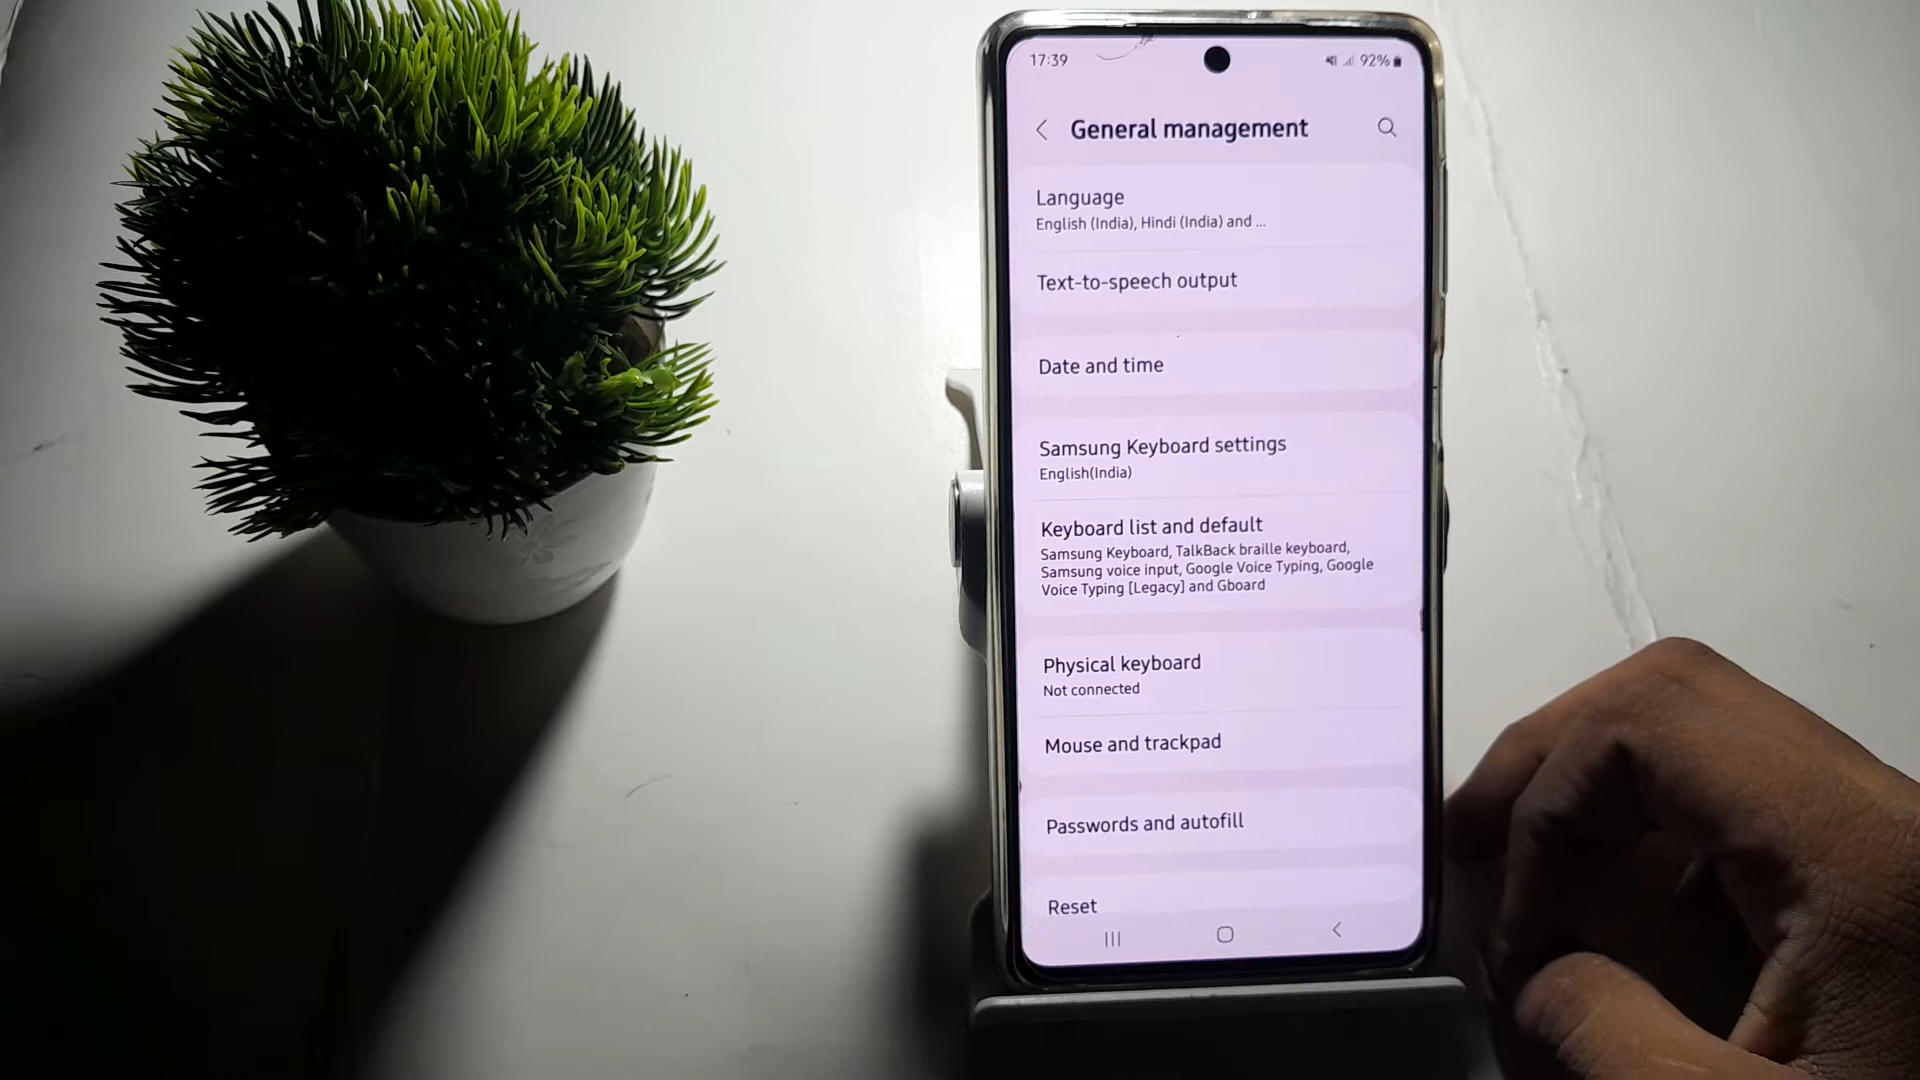 17:39
92%
General management
Language
English (India), Hindi (India) and ...
Text-to-speech output
Date and time
Samsung Keyboard settings
English(India)
Keyboard list and default
Samsung Keyboard, TalkBack braille keyboard,
Samsung voice input, Google Voice Typing, Google
Voice Typing [Legacy] and Gboard
Physical keyboard
Not connected
Mouse and trackpad
Passwords and autofill
Reset